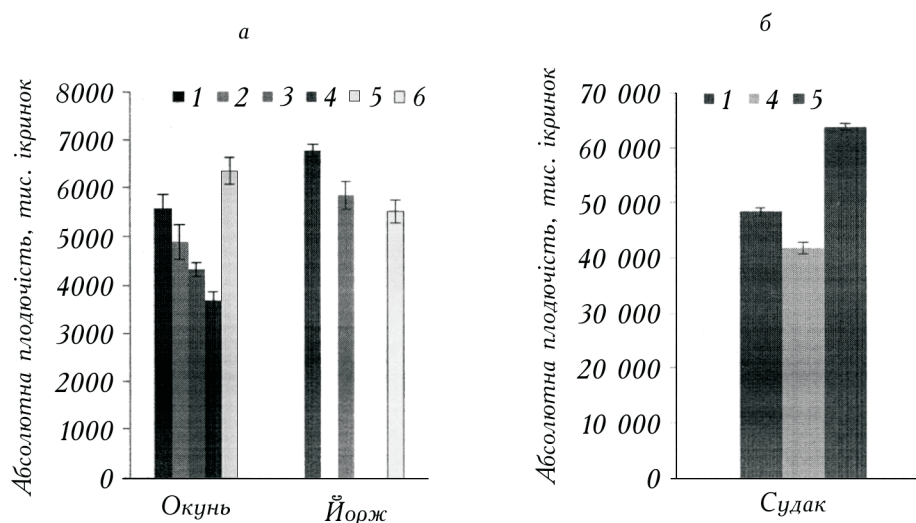 а
Абсолютна плодючість, тис. ікринок
8000
7000
6000
5000
4000
3000
2000
1000
0
1 2 3 4 5 6
Окунь Йорж
б
Абсолютна плодючість, тис. ікринок
70 000
60 000
50 000
40 000
30 000
20 000
10 000
0
1 4 5
Судак